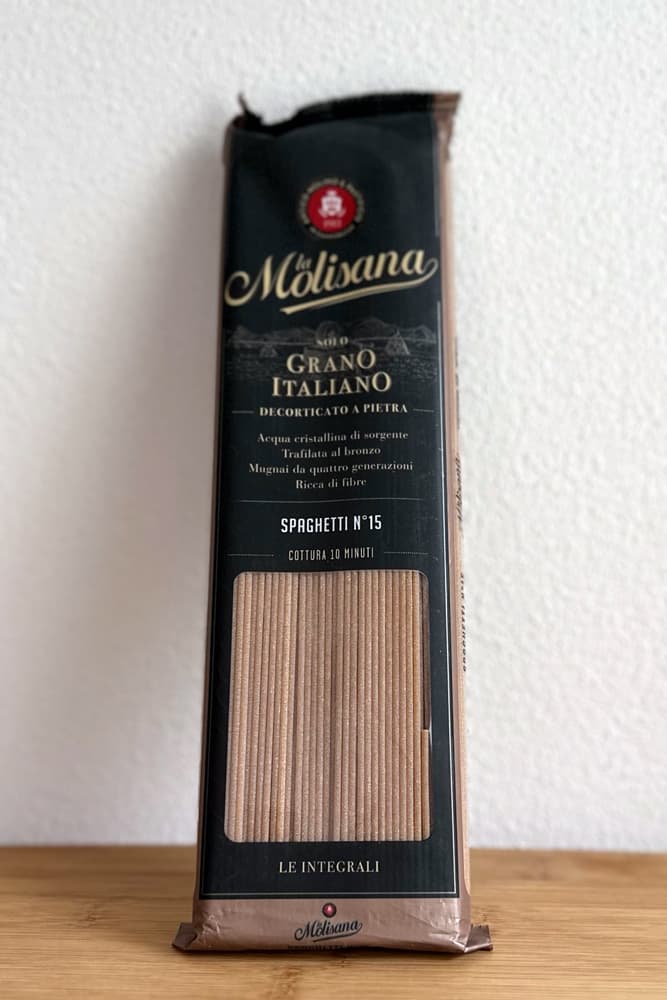 la
Molisana
SOLO
GRANO
ITALIANO
DECORTICATO A PIETRA
Acqua cristallina di sorgente
Trafilata al bronzo
Mugnai da quattro generazioni
Ricca di fibre
SPAGHETTI N°15
COTTURA 10 MINUTI
LE INTEGRALI
la
Molisana